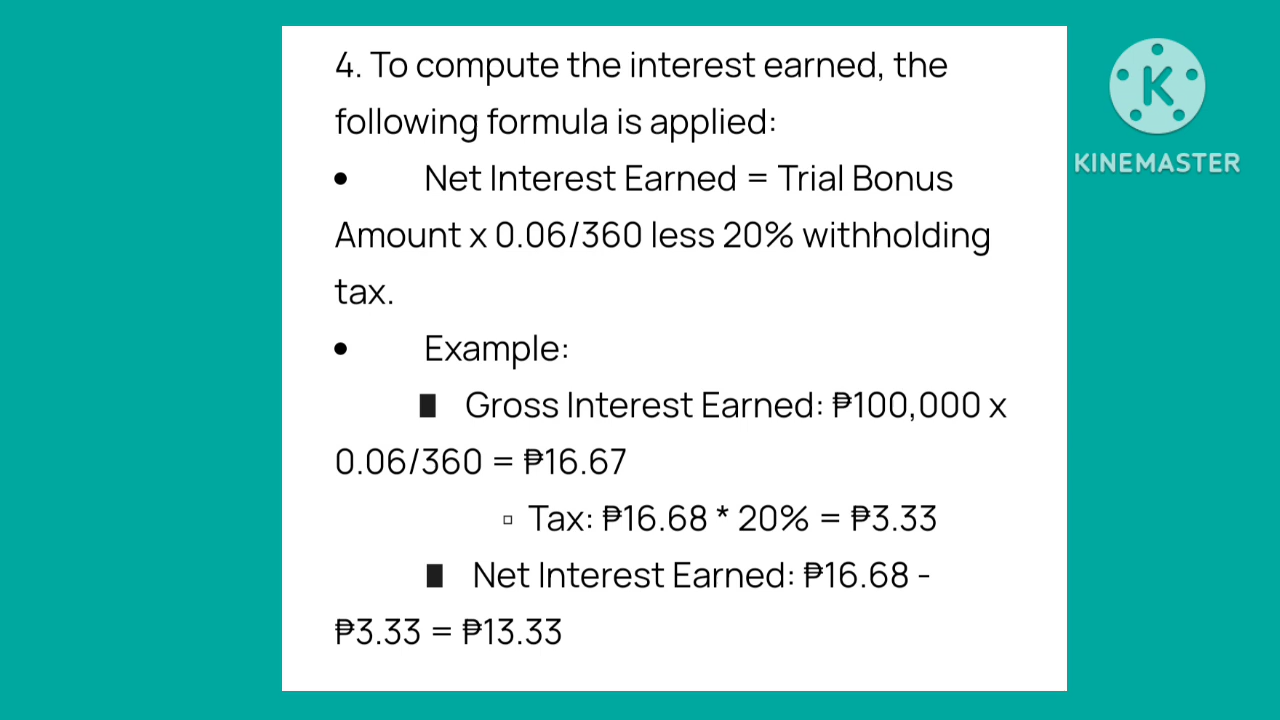 4. To compute the interest earned, the
following formula is applied:
• Net Interest Earned = Trial Bonus
Amount x 0.06/360 less 20% withholding
tax.
• Example:
■ Gross Interest Earned: ₱100,000 x
0.06/360 = ₱16.67
▫ Tax: ₱16.68 * 20% = ₱3.33
■ Net Interest Earned: ₱16.68 -
₱3.33 = ₱13.33
K
KINEMASTER